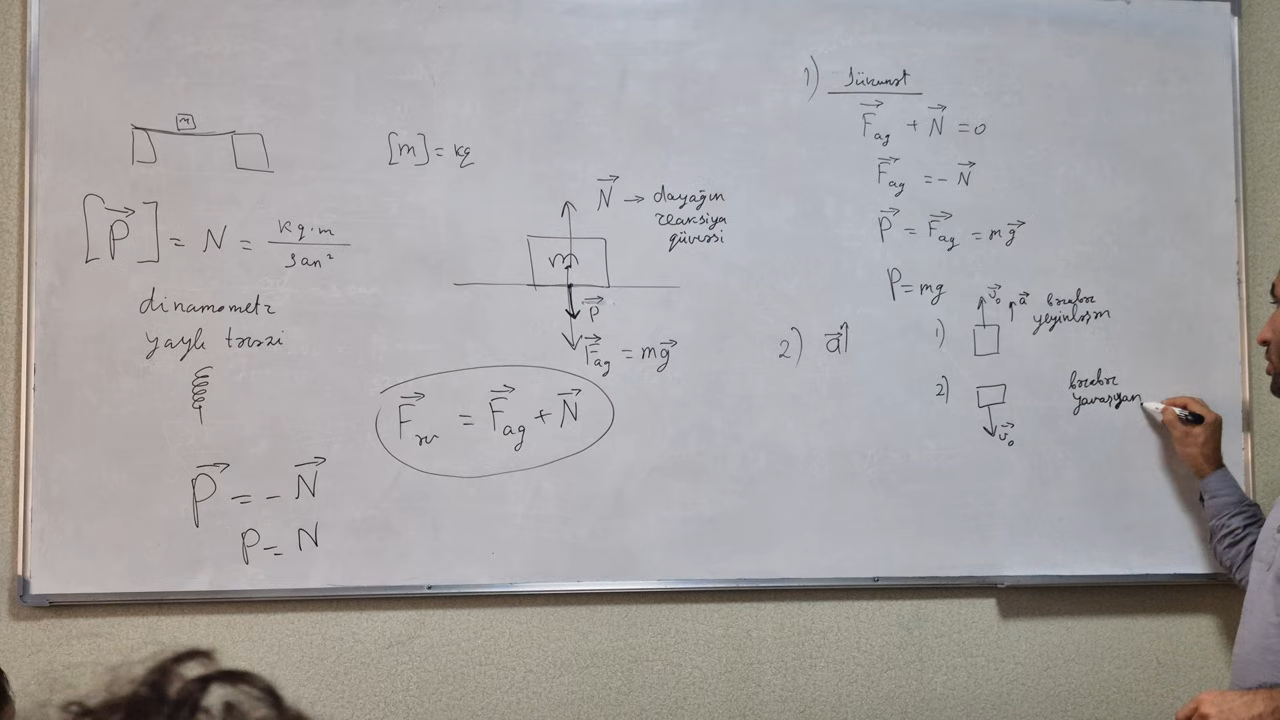 m
[m] = kq
[P⃗] = N = kq·m / san²
dinamometr
yaylı tərəzi
P⃗ = - N⃗
P = N
N⃗ → dayağın
reaksiya
qüvvəsi
m
P⃗
F⃗ag = mg⃗
F⃗əv = F⃗ag + N⃗
1) Sükunət
F⃗ag + N⃗ = 0
F⃗ag = - N⃗
P⃗ = F⃗ag = mg⃗
P = mg
2) a⃗↑
1) v⃗₀ a⃗ bərabər
yeyinləşən
2) v⃗₀ bərabər
yavaşıyan